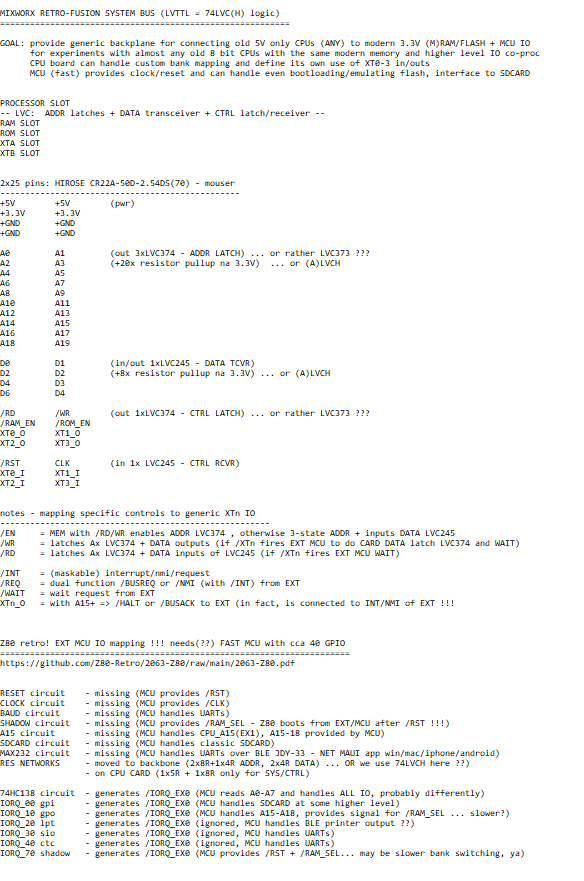 MIXWORX RETRO-FUSION SYSTEM BUS (LVTTL = 74LVC(H) logic)
==========================================================
GOAL: provide generic backplane for connecting old 5V only CPUs (ANY) to modern 3.3V (M)RAM/FLASH + MCU IO
for experiments with almost any old 8 bit CPUs with the same modern memory and higher level IO co-proc
CPU board can handle custom bank mapping and define its own use of XT0-3 in/outs
MCU (fast) provides clock/reset and can handle even bootloading/emulating flash, interface to SDCARD
PROCESSOR SLOT
-- LVC: ADDR latches + DATA transceiver + CTRL latch/receiver --
RAM SLOT
ROM SLOT
XTA SLOT
XTB SLOT
2x25 pins: HIROSE CR22A-50D-2.54DS(70) - mouser
------------------------------------------------
+5V +5V (pwr)
+3.3V +3.3V
+GND +GND
+GND +GND
A0 A1 (out 3xLVC374 - ADDR LATCH) ... or rather LVC373 ???
A2 A3 (+20x resistor pullup na 3.3V) ... or (A)LVCH
A4 A5
A6 A7
A8 A9
A10 A11
A12 A13
A14 A15
A16 A17
A18 A19
D0 D1 (in/out 1xLVC245 - DATA TCVR)
D2 D2 (+8x resistor pullup na 3.3V) ... or (A)LVCH
D4 D3
D6 D4
/RD /WR (out 1xLVC374 - CTRL LATCH) ... or rather LVC373 ???
/RAM_EN /ROM_EN
XT0_O XT1_O
XT2_O XT3_O
/RST CLK (in 1x LVC245 - CTRL RCVR)
XT0_I XT1_I
XT2_I XT3_I
notes - mapping specific controls to generic XTn IO
------------------------------------------------------
/EN = MEM with /RD/WR enables ADDR LVC374 , otherwise 3-state ADDR + inputs DATA LVC245
/WR = latches Ax LVC374 + DATA outputs (if /XTn fires EXT MCU to do CARD DATA latch LVC374 and WAIT)
/RD = latches Ax LVC374 + DATA inputs of LVC245 (if /XTn fires EXT MCU WAIT)
/INT = (maskable) interrupt/nmi/request
/REQ = dual function /BUSREQ or /NMI (with /INT) from EXT
/WAIT = wait request from EXT
XTn_O = with A15+ => /HALT or /BUSACK to EXT (in fact, is connected to INT/NMI of EXT !!!
Z80 retro! EXT MCU IO mapping !!! needs(??) FAST MCU with cca 40 GPIO
======================================================================
https://github.com/Z80-Retro/2063-Z80/raw/main/2063-Z80.pdf
RESET circuit - missing (MCU provides /RST)
CLOCK circuit - missing (MCU provides /CLK)
BAUD circuit - missing (MCU handles UARTs)
SHADOW circuit - missing (MCU provides /RAM_SEL - Z80 boots from EXT/MCU after /RST !!!)
A15 circuit - missing (MCU handles CPU_A15(EX1), A15-18 provided by MCU)
SDCARD circuit - missing (MCU handles classic SDCARD)
MAX232 circuit - missing (MCU handles UARTs over BLE JDY-33 - NET MAUI app win/mac/iphone/android)
RES NETWORKS - moved to backbone (2x8R+1x4R ADDR, 2x4R DATA) ... OR we use 74LVCH here ??)
- on CPU CARD (1x5R + 1x8R only for SYS/CTRL)
74HC138 circuit - generates /IORQ_EX0 (MCU reads A0-A7 and handles ALL IO, probably differently)
IORQ_00 gpi - generates /IORQ_EX0 (MCU handles SDCARD at some higher level)
IORQ_10 gpo - generates /IORQ_EX0 (MCU handles A15-A18, provides signal for /RAM_SEL ... slower?)
IORQ_20 lpt - generates /IORQ_EX0 (ignored, MCU handles BLE printer output ??)
IORQ_30 sio - generates /IORQ_EX0 (ignored, MCU handles UARTs)
IORQ_40 ctc - generates /IORQ_EX0 (ignored, MCU handles UARTs)
IORQ_70 shadow - generates /IORQ_EX0 (MCU provides /RST + /RAM_SEL... may be slower bank switching, ya)